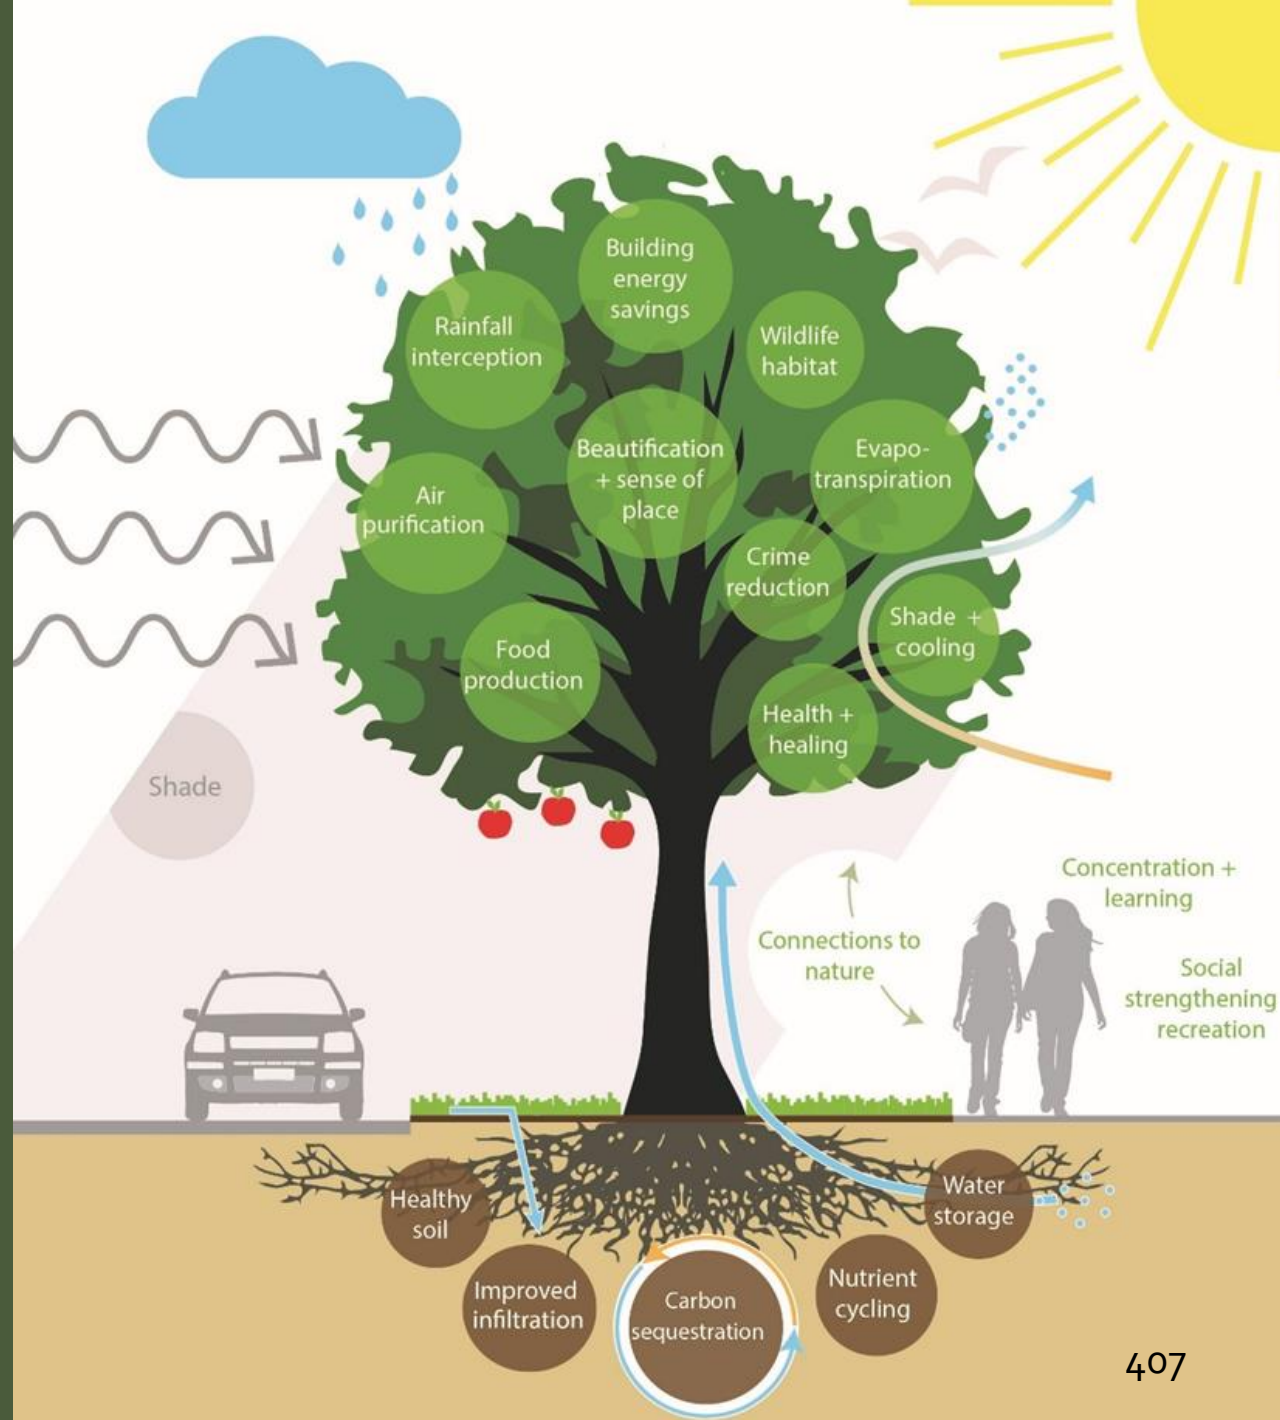 Building
energy
savings
Rainfall
interception
Wildlife
habitat
Beautification
+ sense of
place
Evapo-
transpiration
Air
purification
Crime
reduction
Shade +
cooling
Food
production
Health +
healing
Shade
Concentration +
learning
Connections to
nature
Social
strengthening
recreation
Healthy
soil
Water
storage
Improved
infiltration
Carbon
sequestration
Nutrient
cycling
407